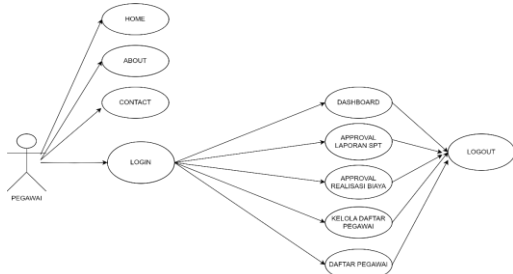 HOME
ABOUT
CONTACT
LOGIN
PEGAWAI
DASHBOARD
APPROVAL
LAPORAN SPT
APPROVAL
REALISASI BIAYA
KELOLA DAFTAR
PEGAWAI
DAFTAR PEGAWAI
LOGOUT